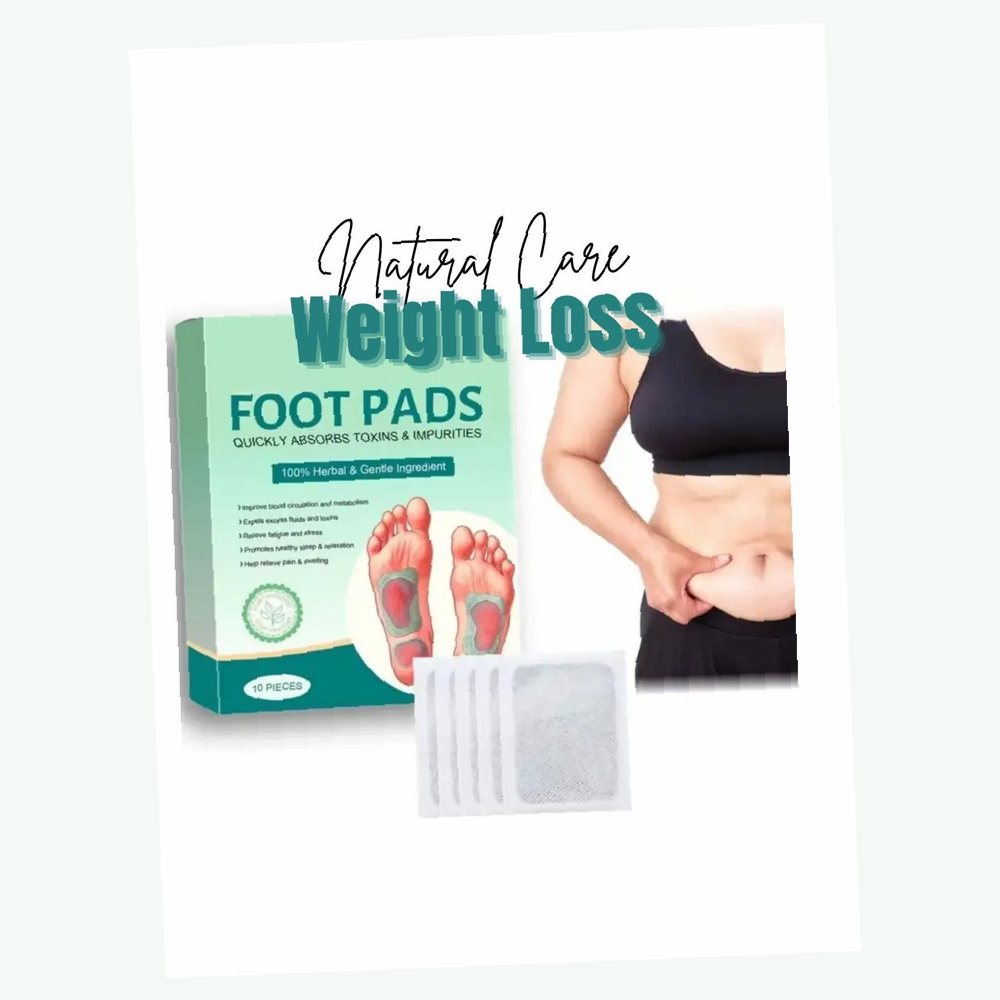 Natural Care
Weight Loss
FOOT PADS
QUICKLY ABSORBS TOXINS & IMPURITIES
100% Herbal & Gentle Ingredient
Improve blood circulation and metabolism
Expels excess fluids and toxins
Relieve fatigue and stress
Promotes healthy sleep & relaxation
Help relieve pain & swelling
10 PIECES